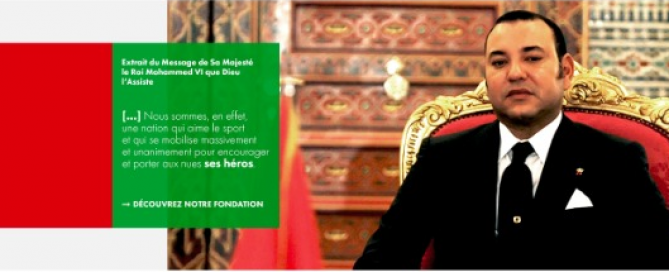 Extrait du Message de Sa Majesté
le Roi Mohammed VI que Dieu
l'Assiste
[...] Nous sommes, en effet,
une nation qui aime le sport
et qui se mobilise massivement
et unanimement pour encourager
et porter aux nues ses héros.
→ DÉCOUVREZ NOTRE FONDATION